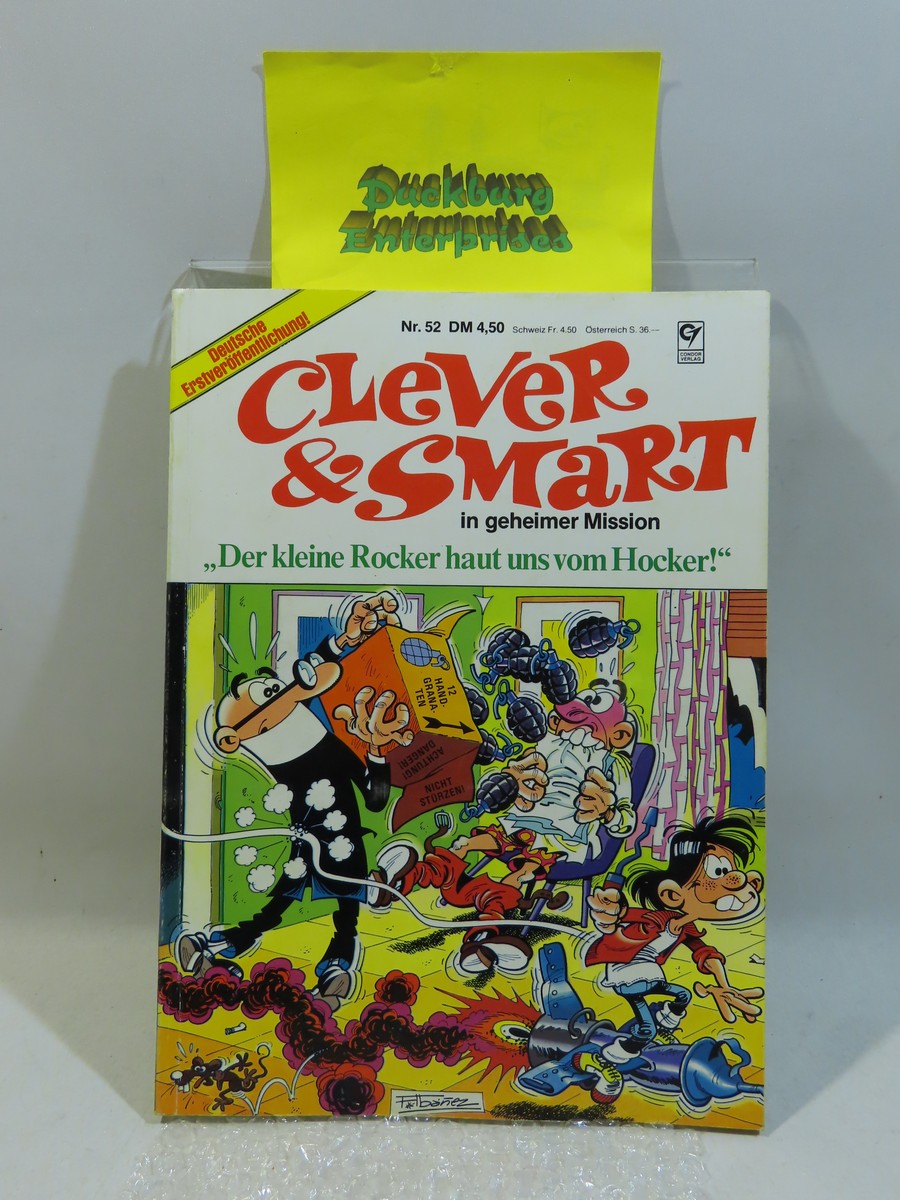 Duckburg
Enterprises
Deutsche
Erstveröffentlichung!
Nr. 52 DM 4,50 Schweiz Fr. 4.50 Österreich S. 36.—
CONDOR
VERLAG
CLeVeR
& SMaRT
in geheimer Mission
„Der kleine Rocker haut uns vom Hocker!“
12
HAND-
GRANA-
TEN
ACHTUNG!
DANGER!
NICHT
STÜRZEN!
F. Ibáñez